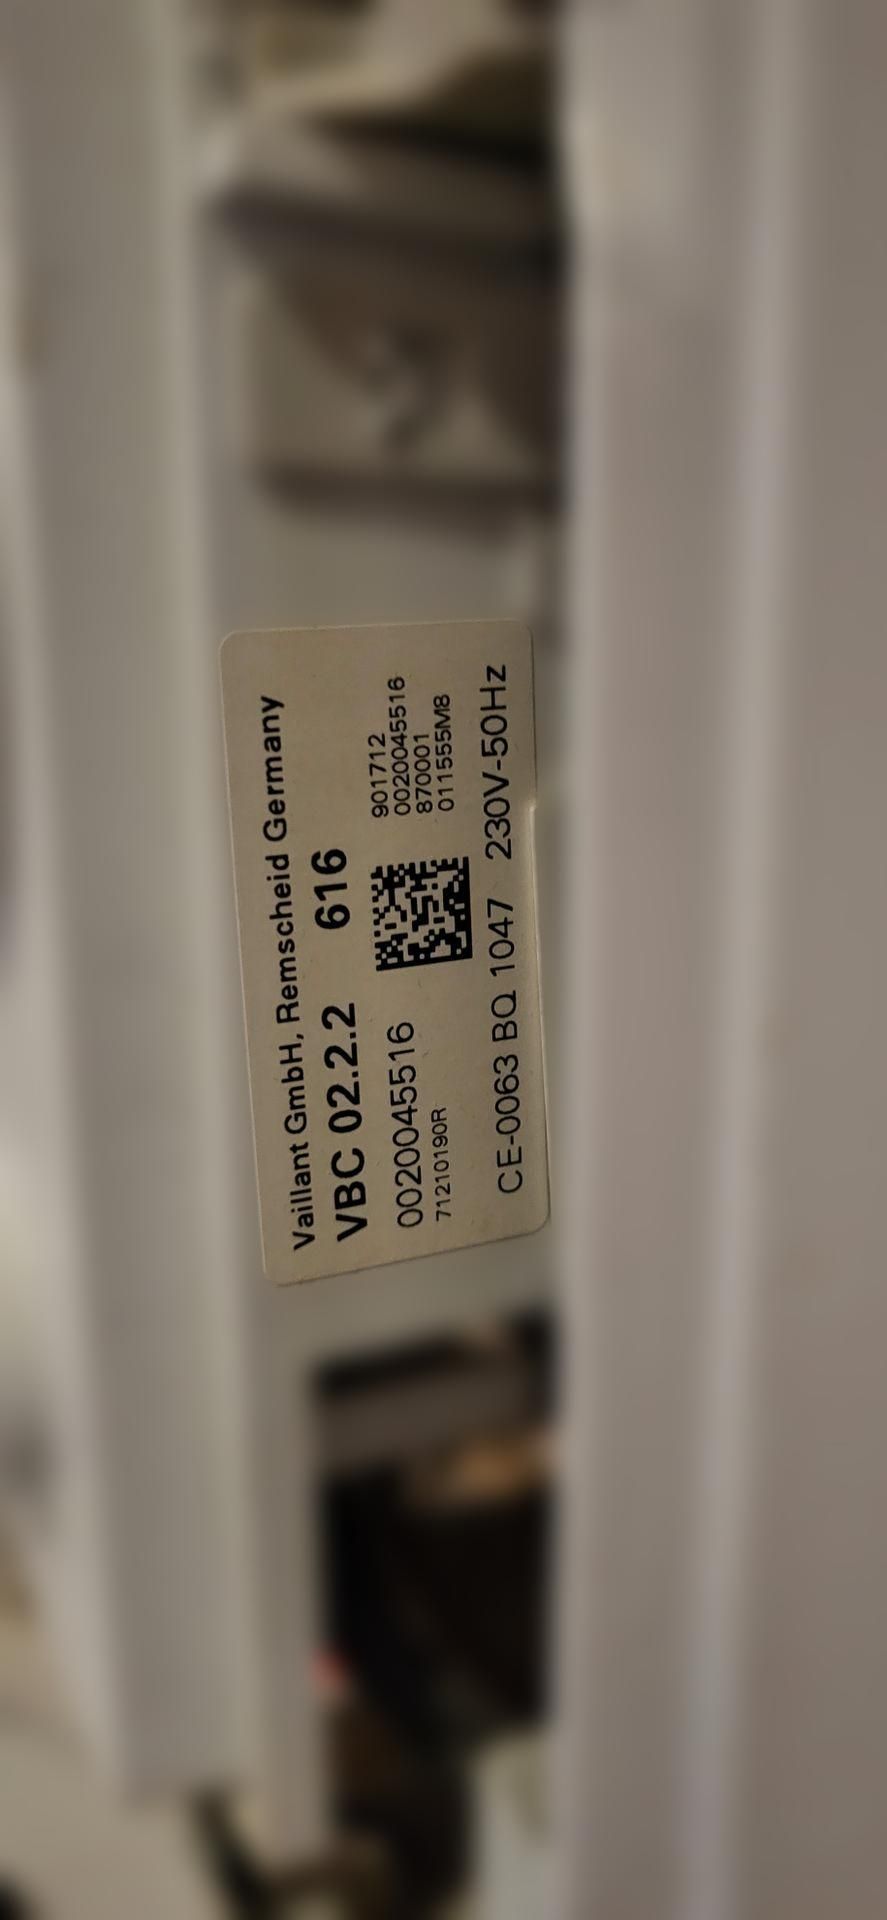 Vaillant GmbH, Remscheid Germany
VBC 02.2.2 616
0020045516
71210190R
901712
0020045516
870001
011555M8
CE-0063 BQ 1047 230V-50Hz